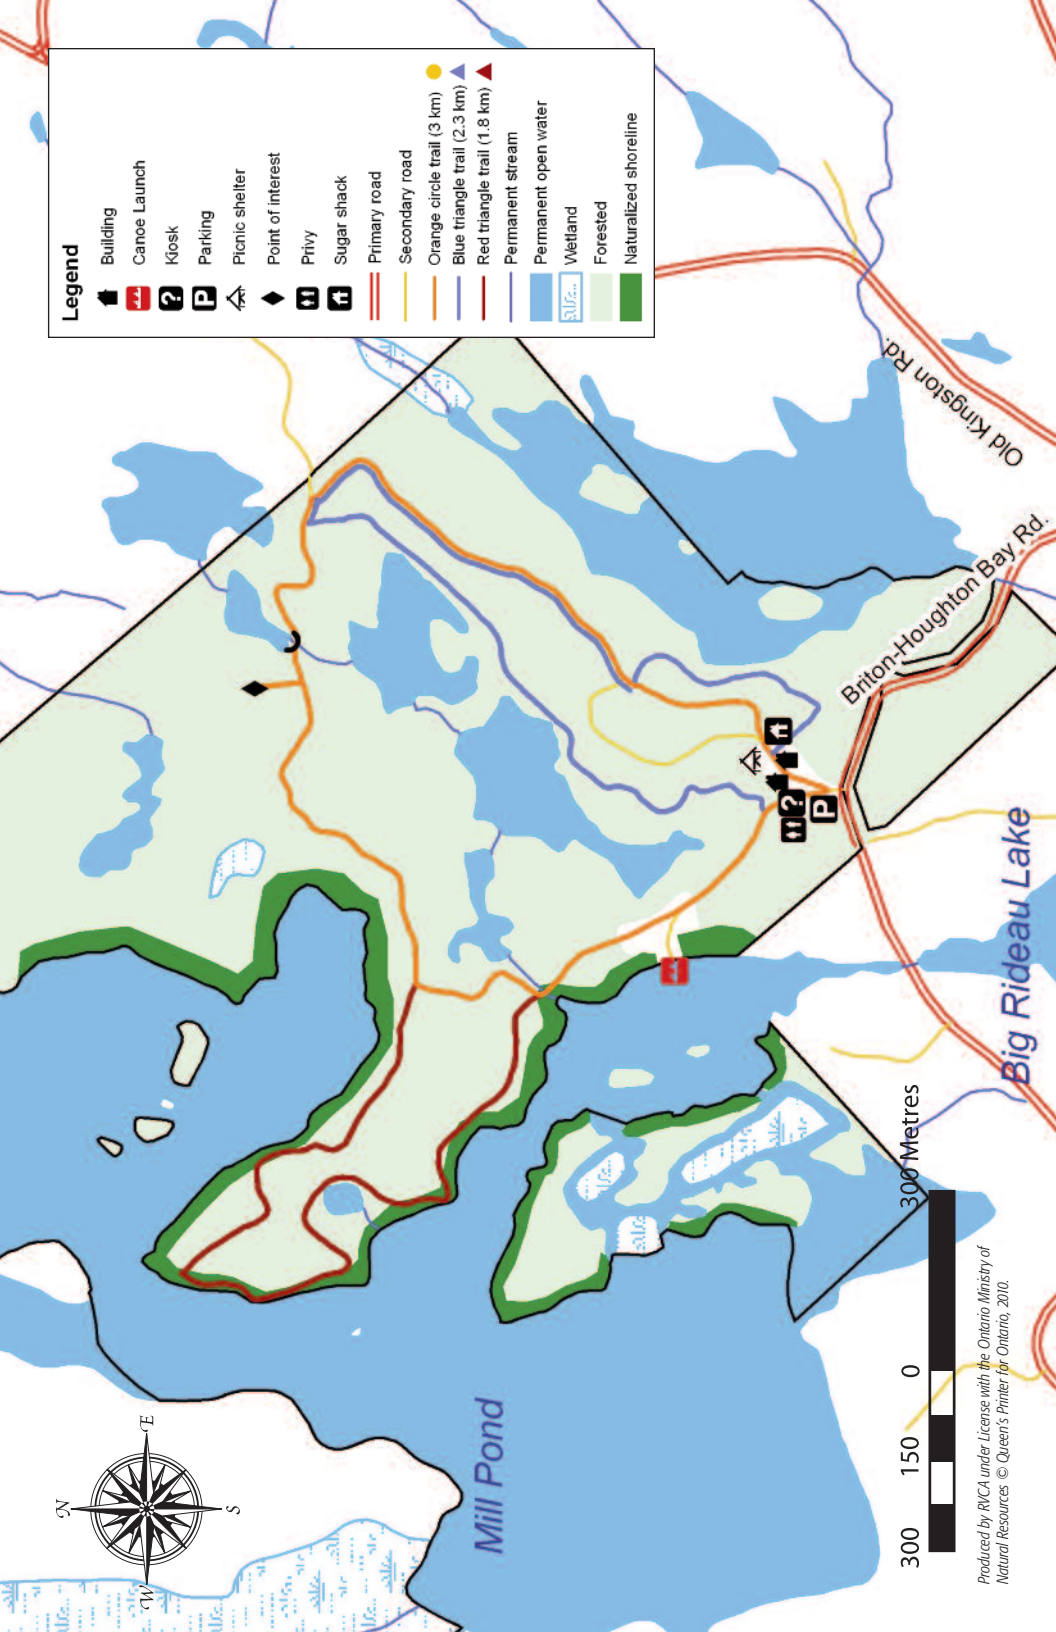 Legend
Building
Canoe Launch
Kiosk
Parking
Picnic shelter
Point of interest
Privy
Sugar shack
Primary road
Secondary road
Orange circle trail (3 km)
Blue triangle trail (2.3 km)
Red triangle trail (1.8 km)
Permanent stream
Permanent open water
Wetland
Forested
Naturalized shoreline
Old Kingston Rd.
Briton-Houghton Bay Rd.
?
P
?
P
Big Rideau Lake
Mill Pond
N
E
S
W
300 150 0 300 Metres
Produced by RVCA under License with the Ontario Ministry of
Natural Resources © Queen's Printer for Ontario, 2010.